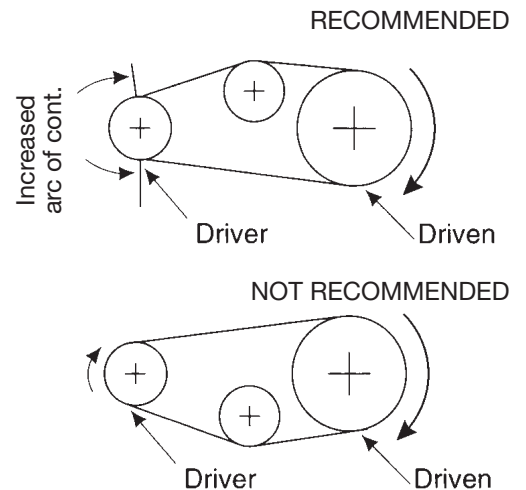 RECOMMENDED
Increased
arc of cont.
Driver
Driven
NOT RECOMMENDED
Driver
Driven